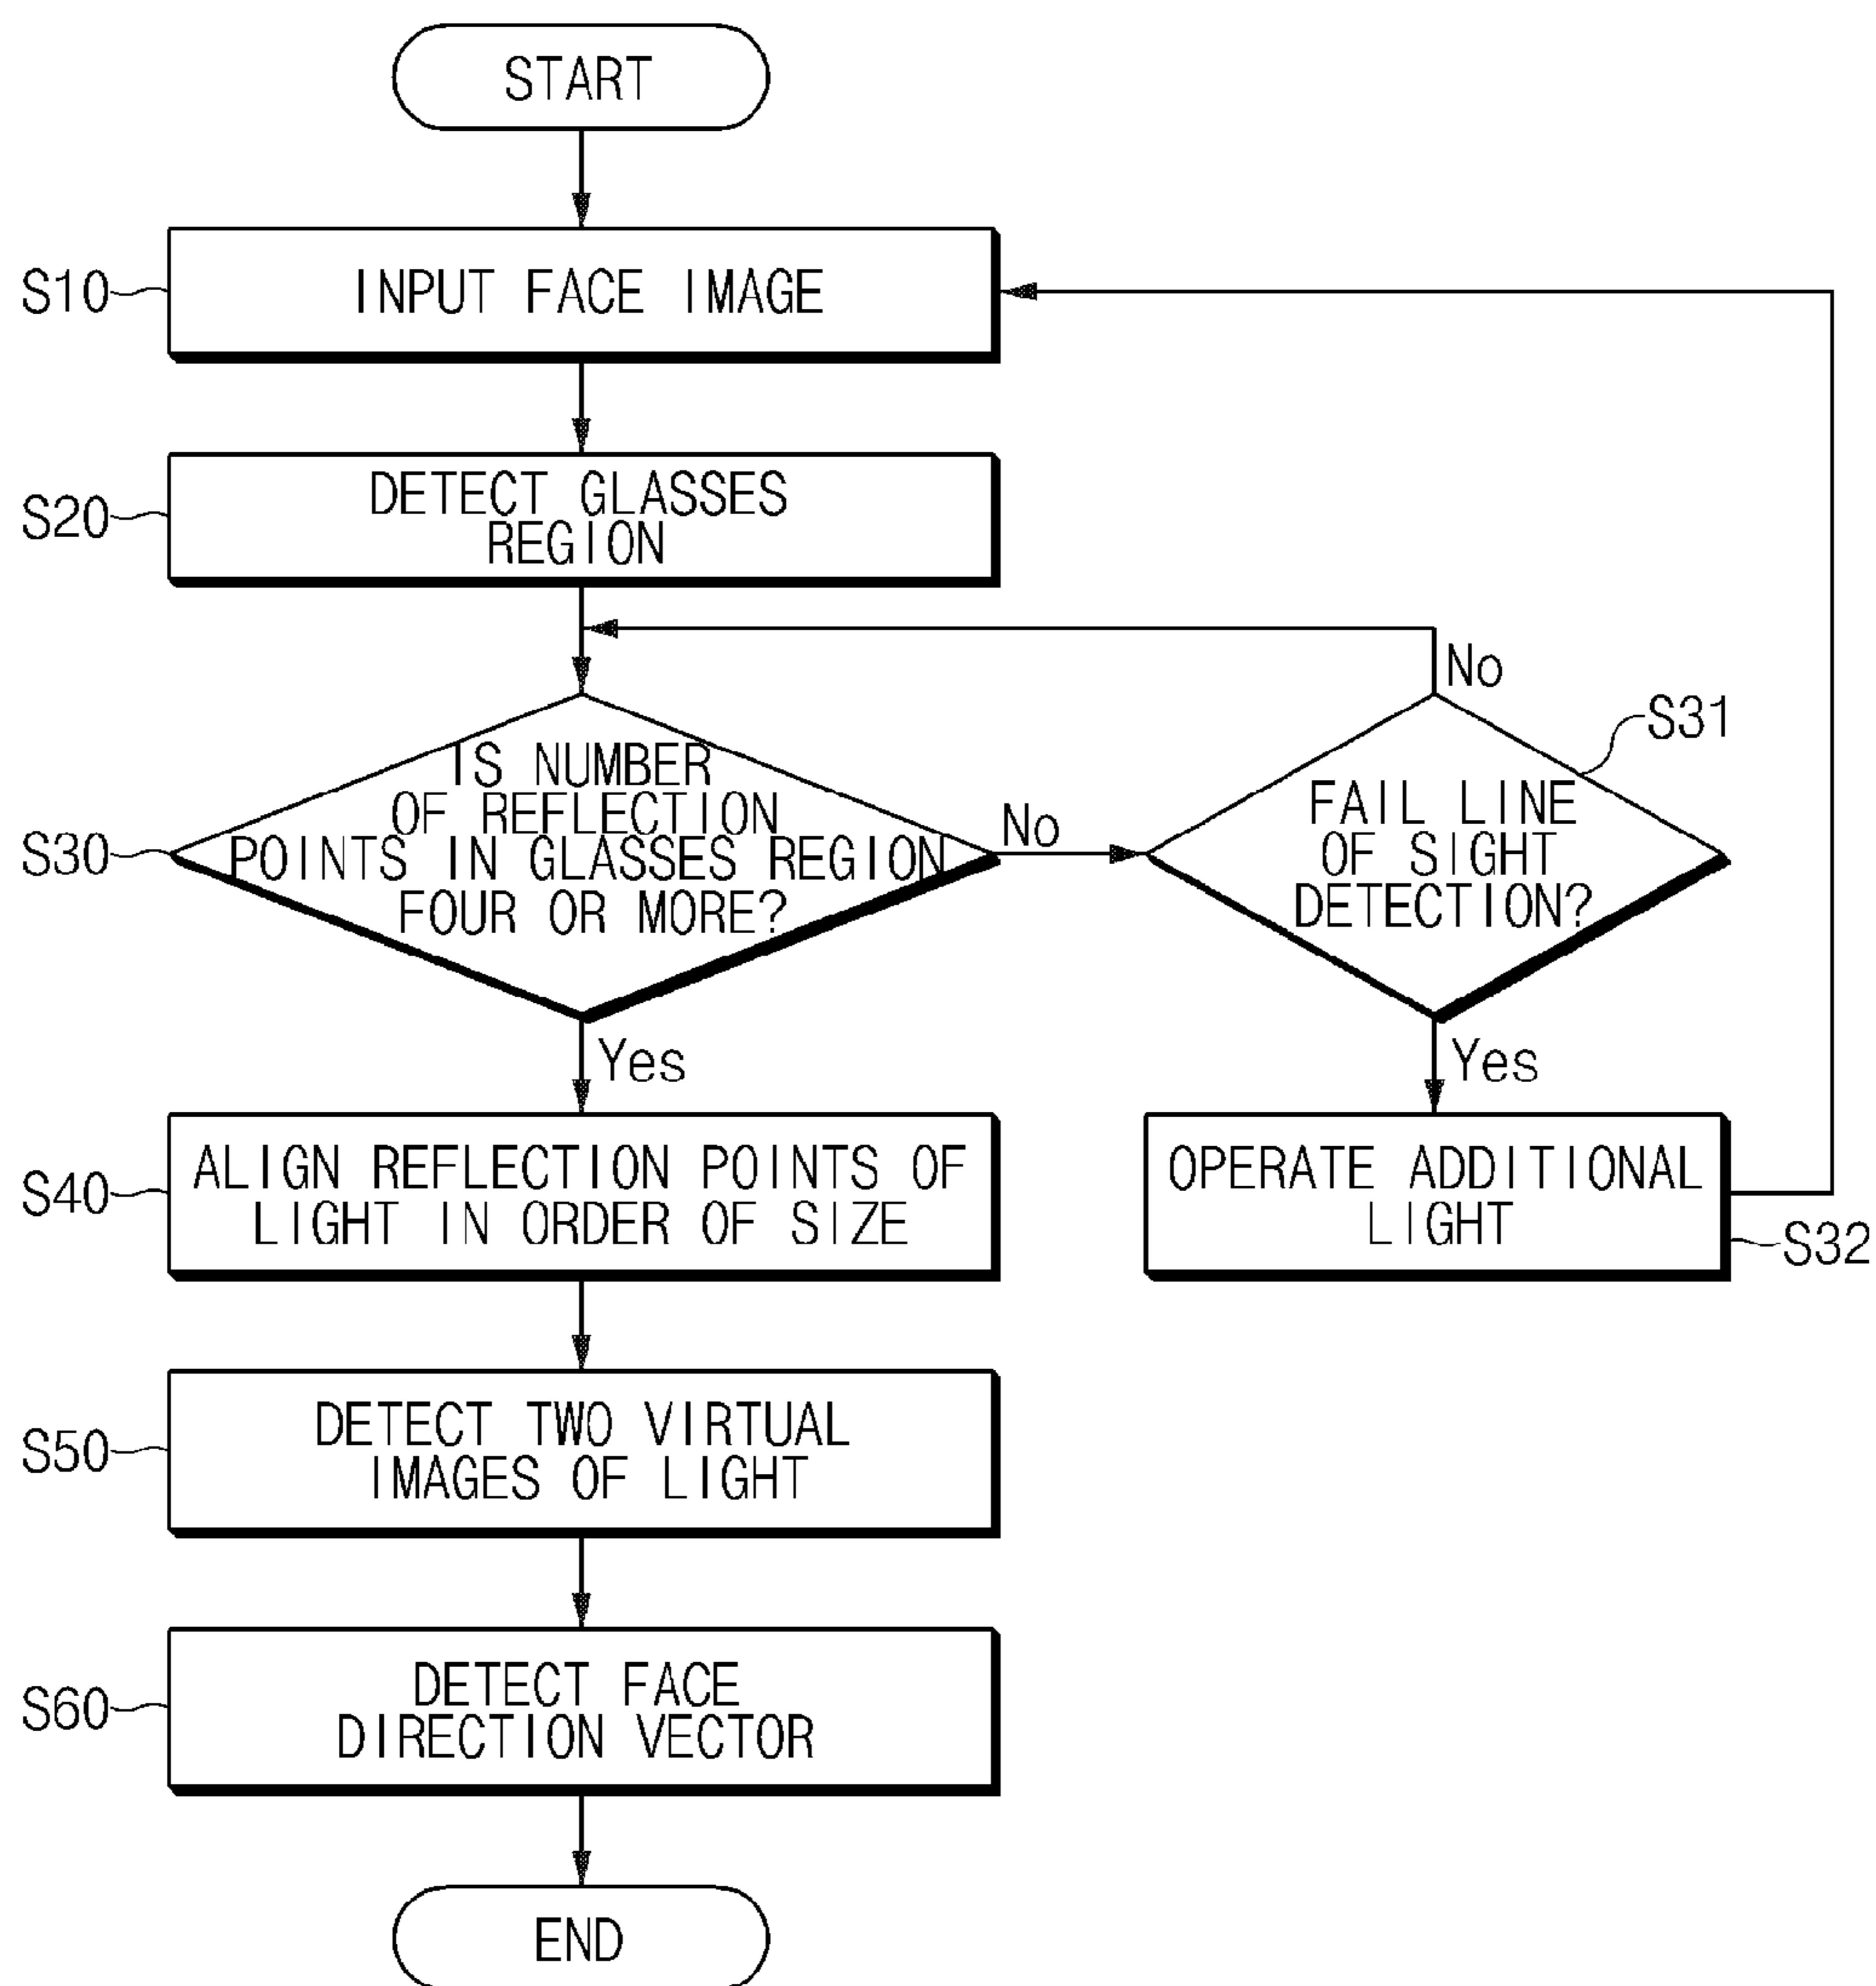 START
S10
INPUT FACE IMAGE
S20
DETECT GLASSES
REGION
S30
IS NUMBER
OF REFLECTION
POINTS IN GLASSES REGION
FOUR OR MORE?
No
Yes
S31
FAIL LINE
OF SIGHT
DETECTION?
No
Yes
S40
ALIGN REFLECTION POINTS OF
LIGHT IN ORDER OF SIZE
OPERATE ADDITIONAL
LIGHT
S32
S50
DETECT TWO VIRTUAL
IMAGES OF LIGHT
S60
DETECT FACE
DIRECTION VECTOR
END